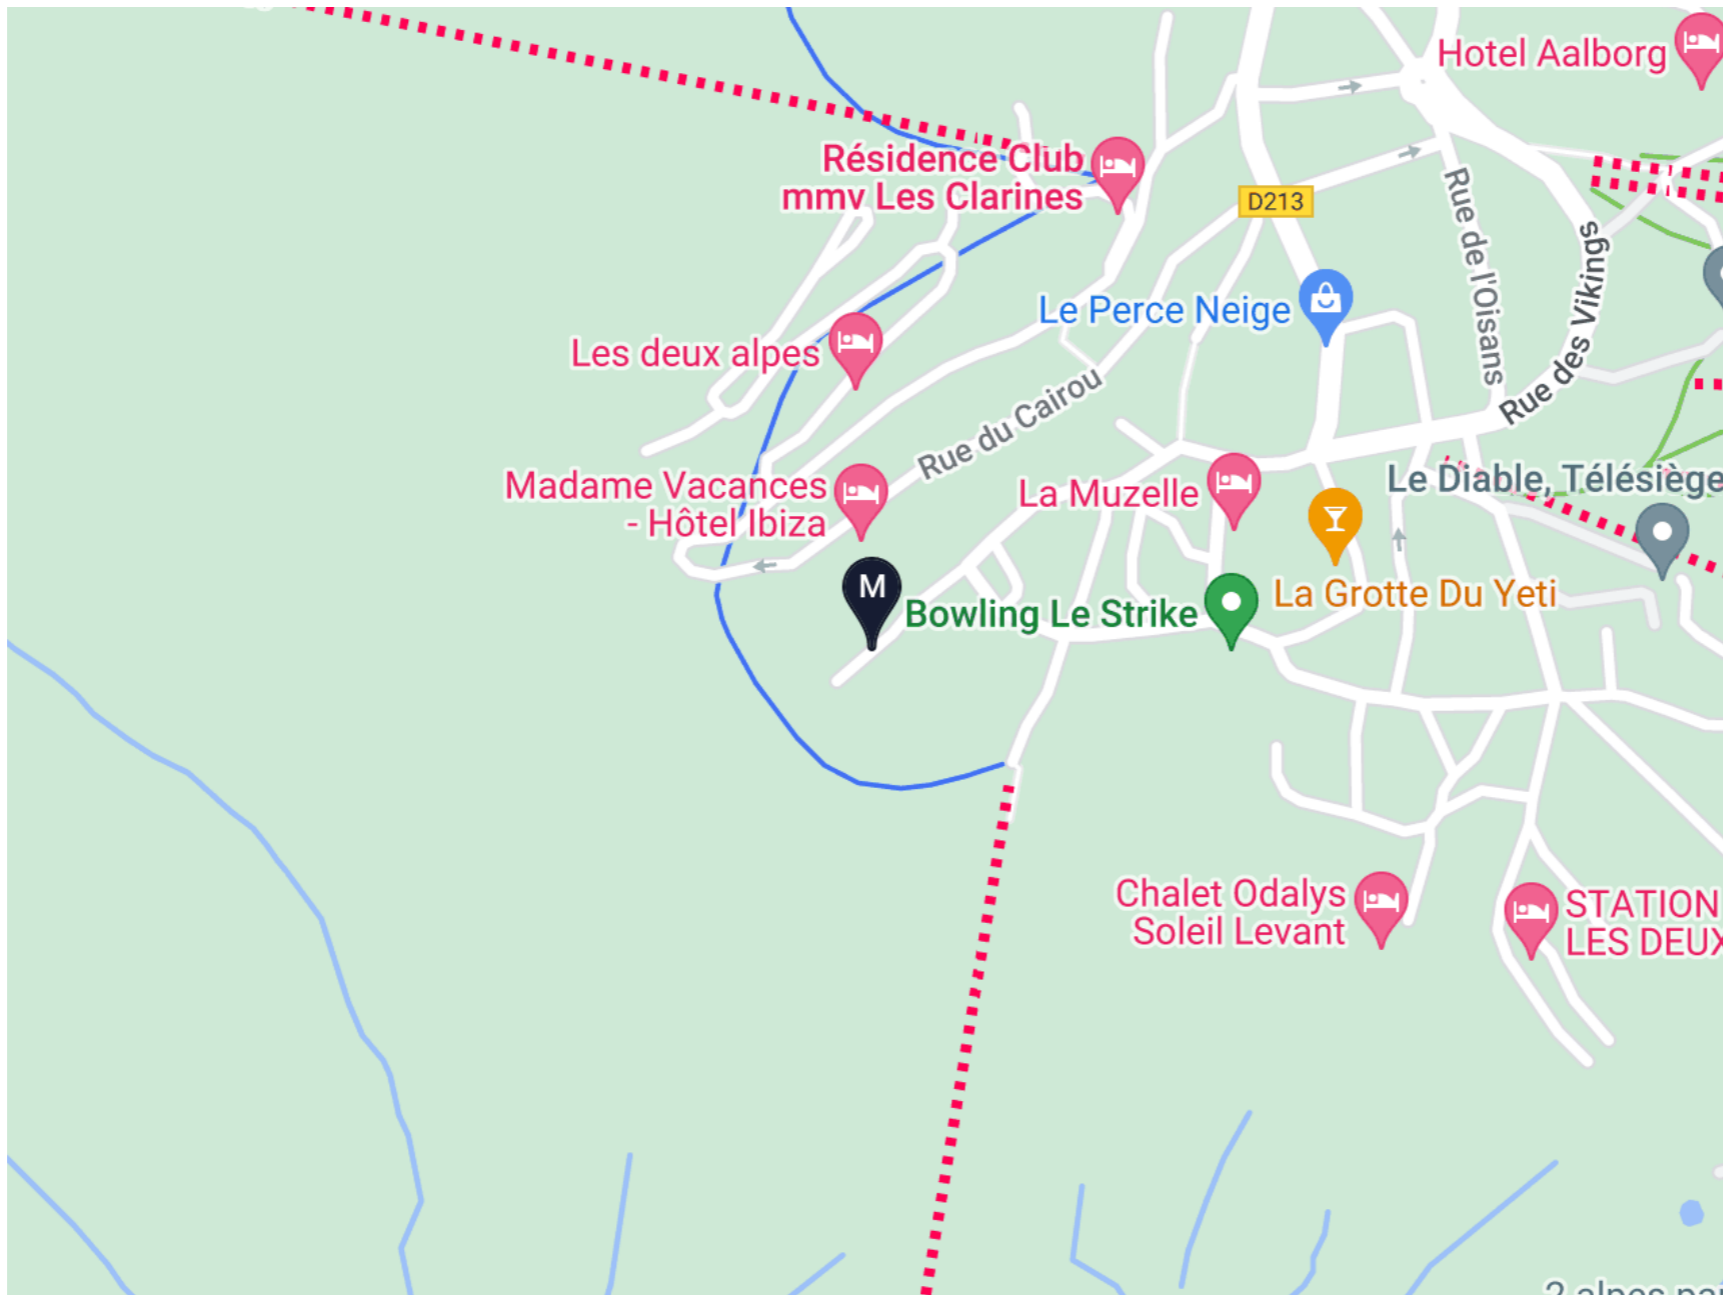 Hotel Aalborg
Résidence Club
mmv Les Clarines
D213
Rue de l'Oisans
Rue des Vikings
Le Perce Neige
Les deux alpes
Rue du Cairou
Madame Vacances
- Hôtel Ibiza
La Muzelle
Le Diable, Télésiège
M
Bowling Le Strike
La Grotte Du Yeti
Chalet Odalys
Soleil Levant
STATION
LES DEUX
2 alpes